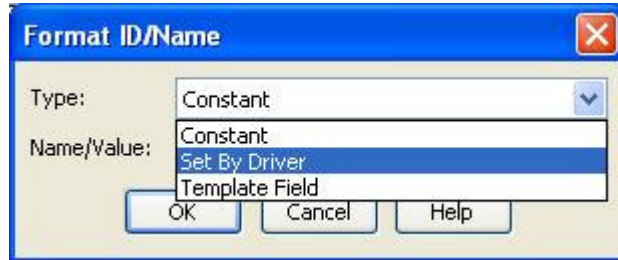 Format ID/Name
Type: Constant
Constant
Name/Value: Set By Driver
Template Field
OK Cancel Help